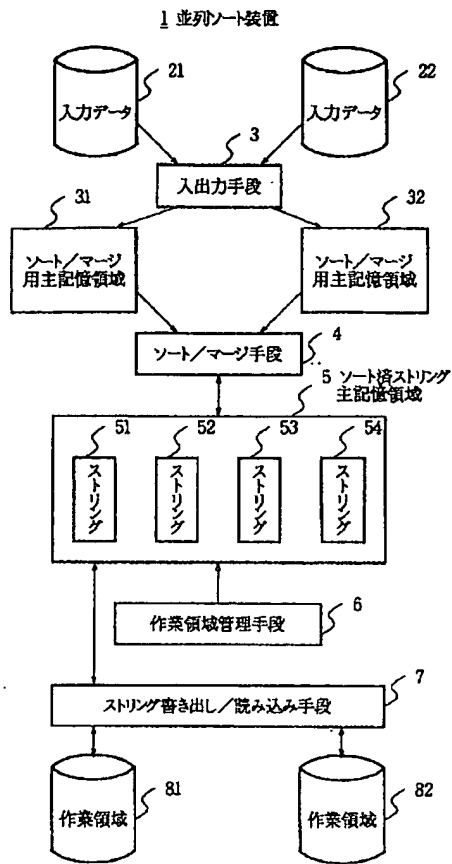 1 並列ソート装置
21
22
入力データ
入力データ
3
入出力手段
31
32
ソート／マージ
用主記憶領域
ソート／マージ
用主記憶領域
4
ソート／マージ手段
5 ソート済ストリング
主記憶領域
51
52
53
54
ストリング
ストリング
ストリング
ストリング
6
作業領域管理手段
7
ストリング書き出し／読み込み手段
81
82
作業領域
作業領域